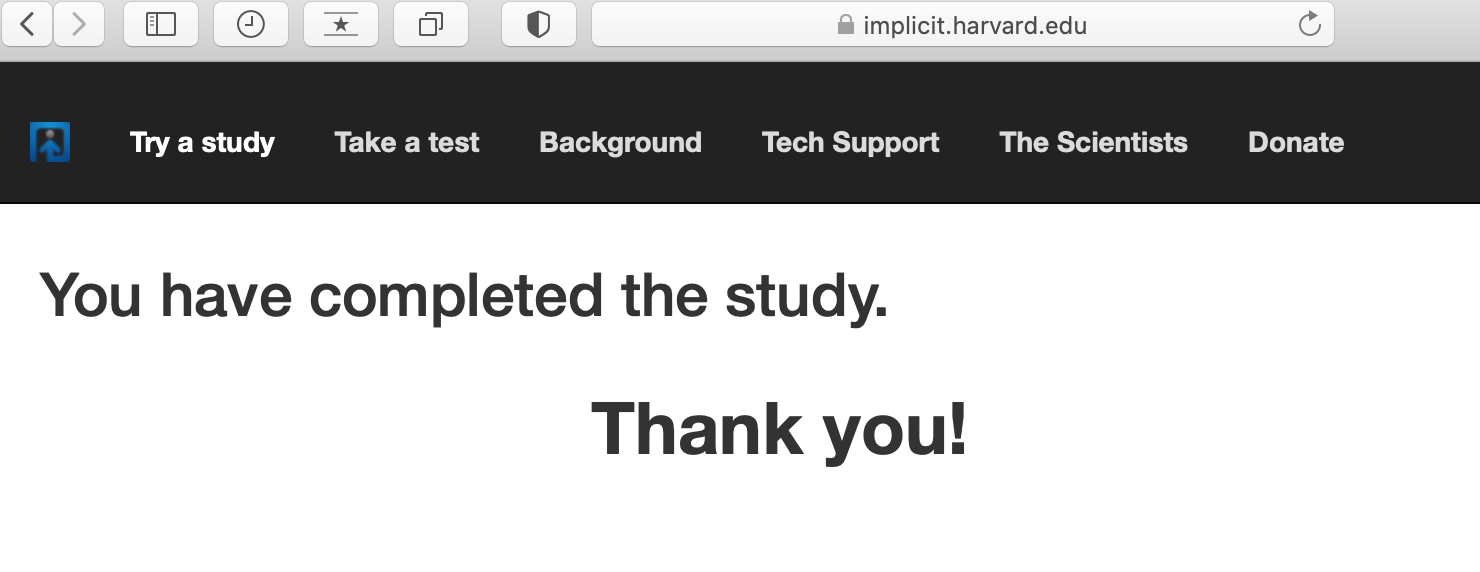 implicit.harvard.edu
Try a study Take a test Background Tech Support The Scientists Donate
You have completed the study.
Thank you!